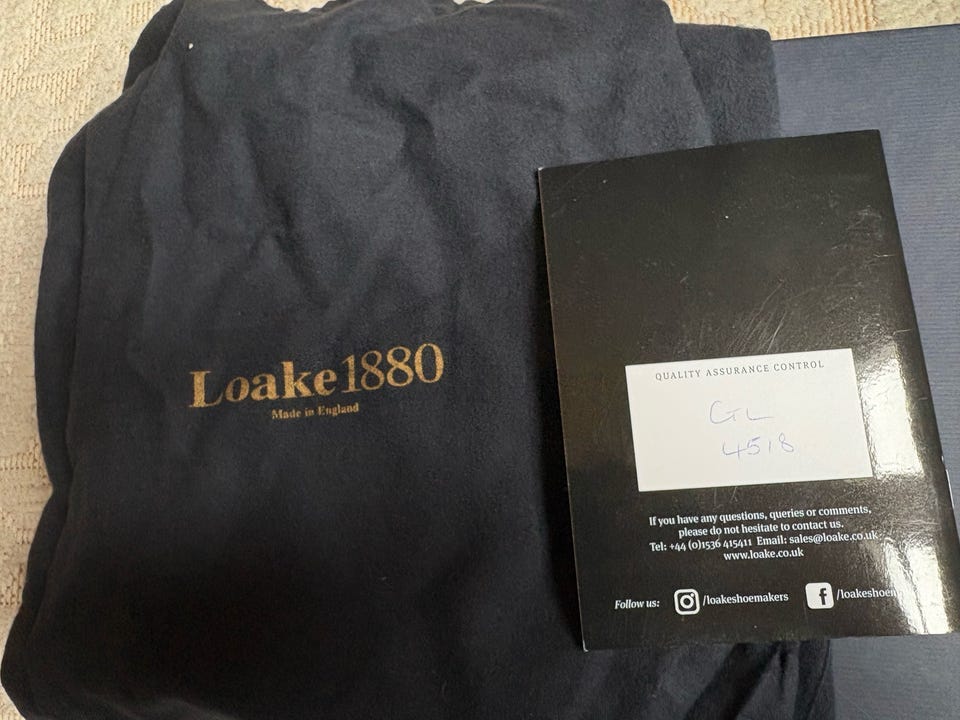 Loake 1880
Made in England
QUALITY ASSURANCE CONTROL
GL
4518
If you have any questions, queries or comments,
please do not hesitate to contact us.
Tel: +44 (0)1536 415411 Email: sales@loake.co.uk
www.loake.co.uk
Follow us: /loakeshoemakers